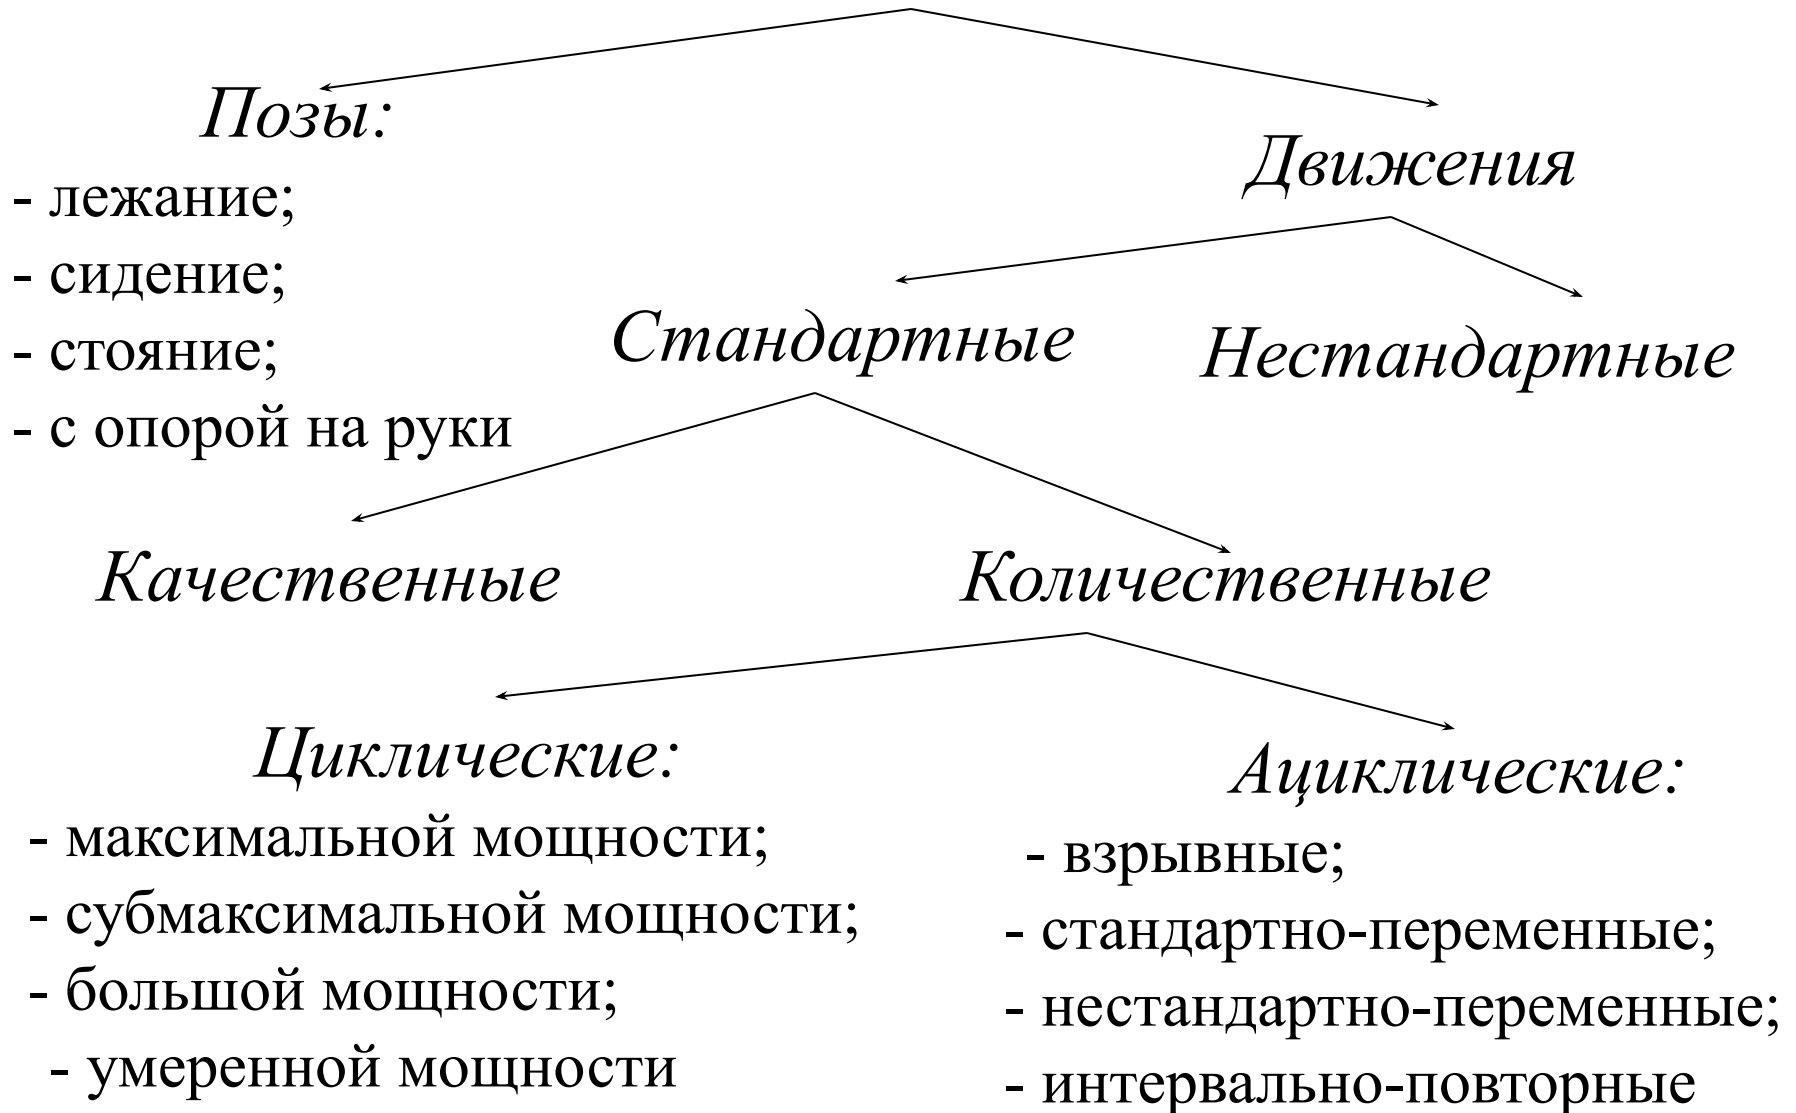 Позы:
- лежание;
- сидение;
- стояние;
- с опорой на руки
Движения
Стандартные
Нестандартные
Качественные
Количественные
Циклические:
- максимальной мощности;
- субмаксимальной мощности;
- большой мощности;
- умеренной мощности
Ациклические:
- взрывные;
- стандартно-переменные;
- нестандартно-переменные;
- интервально-повторные